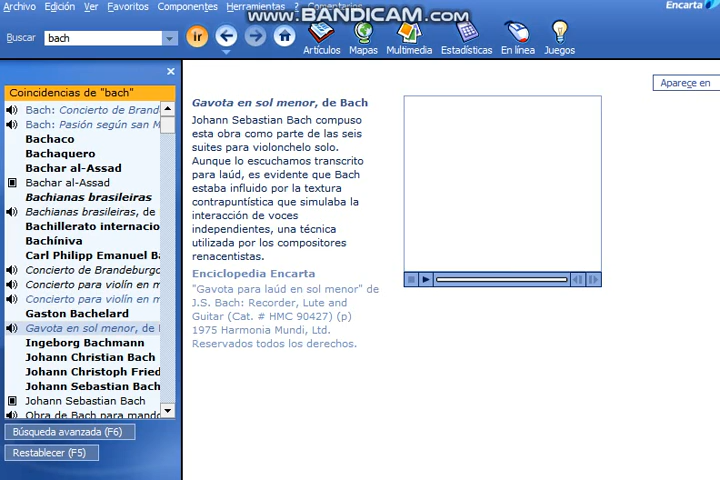 Archivo Edición Ver Favoritos Componentes Herramientas ? Comentarios
www.BANDICAM.com
Encarta
Buscar bach ir
Artículos Mapas Multimedia Estadísticas En línea Juegos
Aparece en
Coincidencias de "bach"
Bach: Concierto de Brand
Bach: Pasión según san M
Bachaco
Bachaquero
Bachar al-Assad
Bachar al-Assad
Bachianas brasileiras
Bachianas brasileiras, de
Bachillerato internacio
Bachíniva
Carl Philipp Emanuel Ba
Concierto de Brandeburgo
Concierto para violín en m
Concierto para violín en m
Gaston Bachelard
Gavota en sol menor, de
Ingeborg Bachmann
Johann Christian Bach
Johann Christoph Fried
Johann Sebastian Bach
Johann Sebastian Bach
Obra de Bach para mando
Búsqueda avanzada (F6)
Restablecer (F5)
Gavota en sol menor, de Bach
Johann Sebastian Bach compuso
esta obra como parte de las seis
suites para violonchelo solo.
Aunque lo escuchamos transcrito
para laúd, es evidente que Bach
estaba influido por la textura
contrapuntística que simulaba la
interacción de voces
independientes, una técnica
utilizada por los compositores
renacentistas.
Enciclopedia Encarta
"Gavota para laúd en sol menor" de
J.S. Bach: Recorder, Lute and
Guitar (Cat. # HMC 90427) (p)
1975 Harmonia Mundi, Ltd.
Reservados todos los derechos.